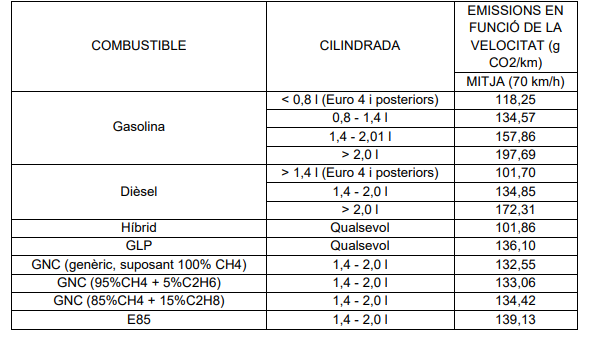 COMBUSTIBLE CILINDRADA EMISSIONS EN
FUNCIÓ DE LA
VELOCITAT (g
CO2/km)
MITJA (70 km/h)
Gasolina < 0,8 l (Euro 4 i posteriors) 118,25
0,8 - 1,4 l 134,57
1,4 - 2,01 l 157,86
> 2,0 l 197,69
Dièsel > 1,4 l (Euro 4 i posteriors) 101,70
1,4 - 2,0 l 134,85
> 2,0 l 172,31
Híbrid Qualsevol 101,86
GLP Qualsevol 136,10
GNC (genèric, suposant 100% CH4) 1,4 - 2,0 l 132,55
GNC (95%CH4 + 5%C2H6) 1,4 - 2,0 l 133,06
GNC (85%CH4 + 15%C2H8) 1,4 - 2,0 l 134,42
E85 1,4 - 2,0 l 139,13